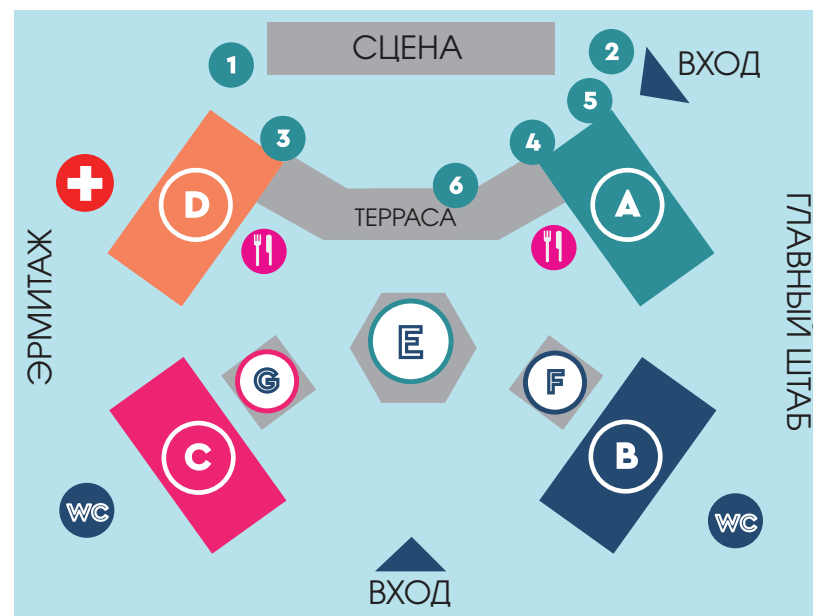 СЦЕНА
1
2
ВХОД
5
3
4
6
D
A
ТЕРРАСА
ЭРМИТАЖ
ГЛАВНЫЙ ШТАБ
E
G
F
C
B
WC
WC
ВХОД